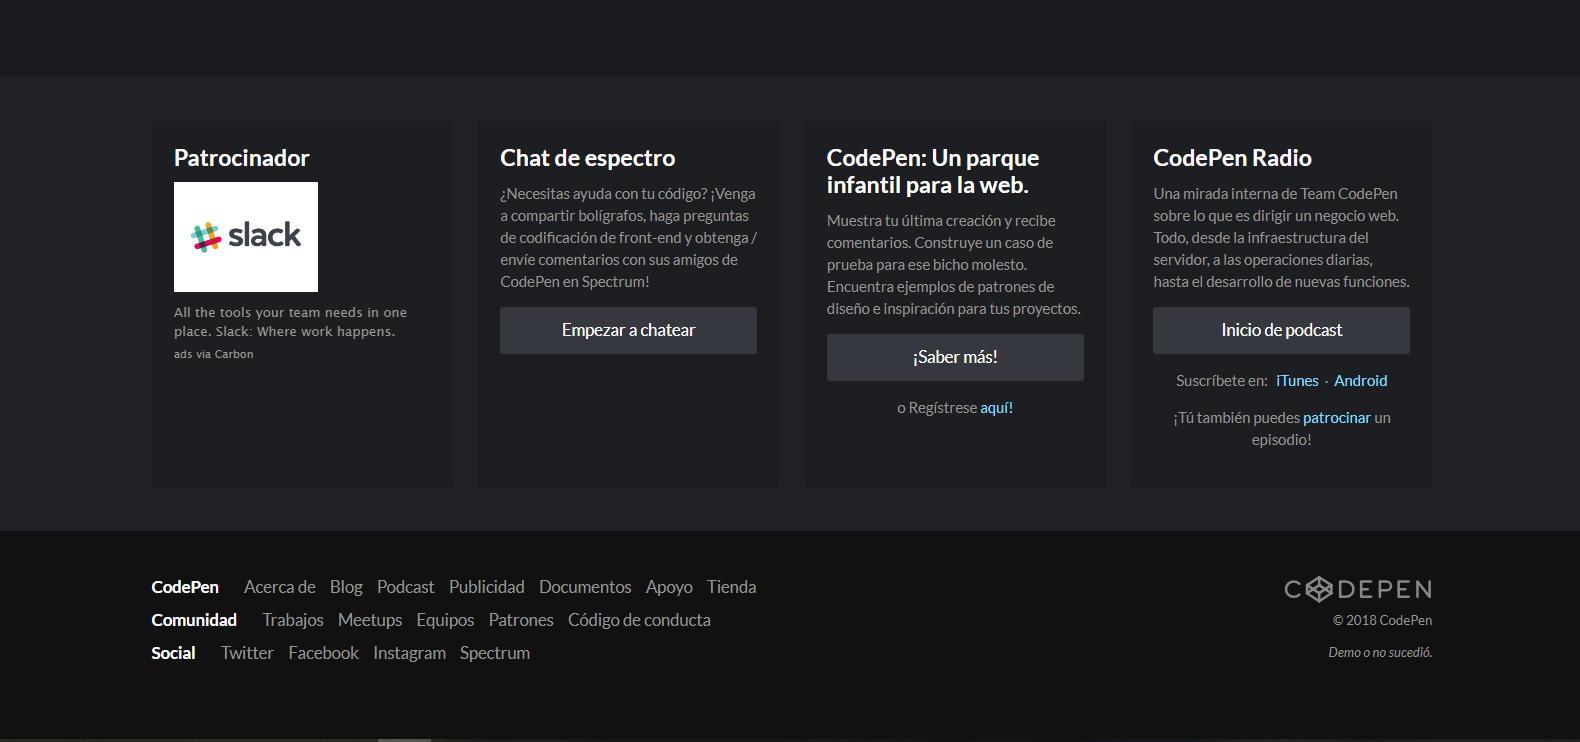 Patrocinador
slack
All the tools your team needs in one
place. Slack: Where work happens.
ads via Carbon
Chat de espectro
¿Necesitas ayuda con tu código? ¡Venga
a compartir bolígrafos, haga preguntas
de codificación de front-end y obtenga /
envíe comentarios con sus amigos de
CodePen en Spectrum!
Empezar a chatear
CodePen: Un parque
infantil para la web.
Muestra tu última creación y recibe
comentarios. Construye un caso de
prueba para ese bicho molesto.
Encuentra ejemplos de patrones de
diseño e inspiración para tus proyectos.
¡Saber más!
o Regístrese aquí!
CodePen Radio
Una mirada interna de Team CodePen
sobre lo que es dirigir un negocio web.
Todo, desde la infraestructura del
servidor, a las operaciones diarias,
hasta el desarrollo de nuevas funciones.
Inicio de podcast
Suscríbete en: iTunes · Android
¡Tú también puedes patrocinar un
episodio!
CodePen Acerca de Blog Podcast Publicidad Documentos Apoyo Tienda
Comunidad Trabajos Meetups Equipos Patrones Código de conducta
Social Twitter Facebook Instagram Spectrum
CODEPEN
© 2018 CodePen
Demo o no sucedió.